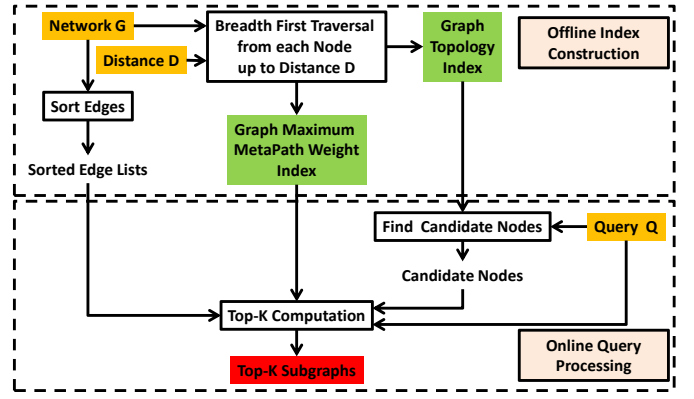 Network G
Distance D
Breadth First Traversal
from each Node
up to Distance D
Graph
Topology
Index
Offline Index
Construction
Sort Edges
Graph Maximum
MetaPath Weight
Index
Sorted Edge Lists
Find Candidate Nodes
Query Q
Candidate Nodes
Top-K Computation
Top-K Subgraphs
Online Query
Processing